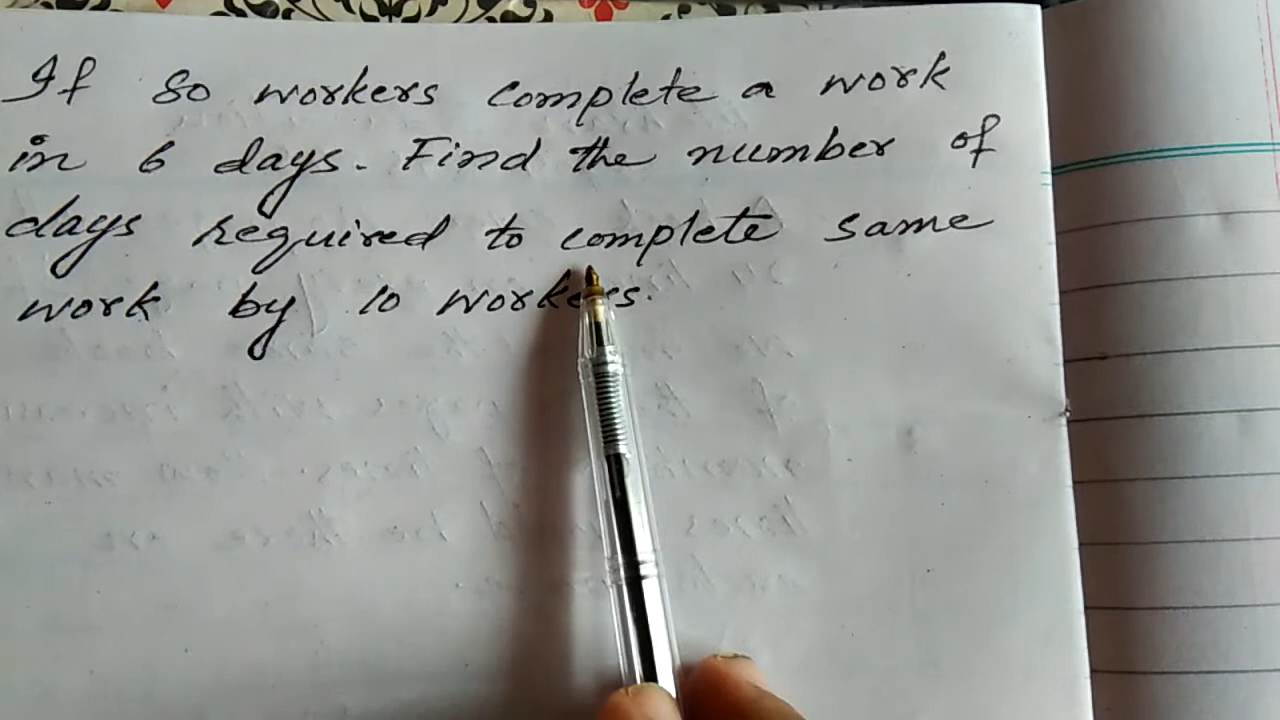 If 80 workers complete a work
in 6 days. Find the number of
days required to complete same
work by 10 workers.